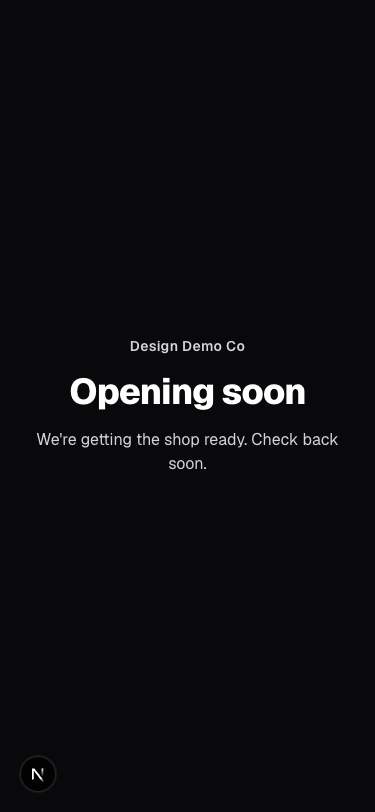 Design Demo Co
Opening soon
We're getting the shop ready. Check back
soon.
N